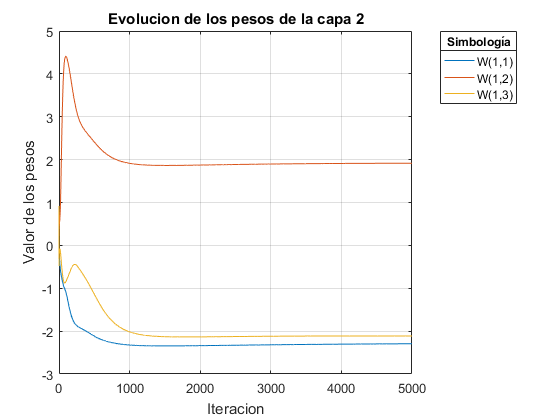 Evolucion de los pesos de la capa 2
Simbología
W(1,1)
W(1,2)
W(1,3)
Valor de los pesos
5
4
3
2
1
0
-1
-2
-3
0 1000 2000 3000 4000 5000
Iteracion